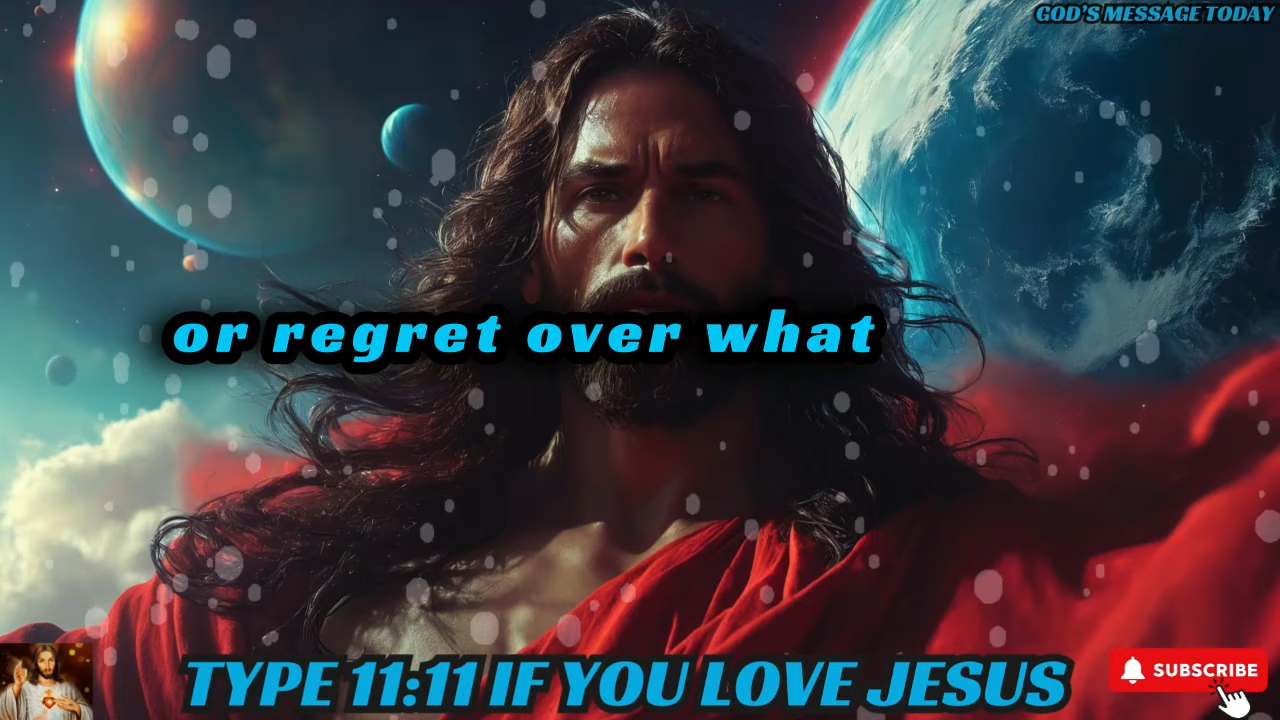 GOD'S MESSAGE TODAY
or regret over what
TYPE 11:11 IF YOU LOVE JESUS
SUBSCRIBE